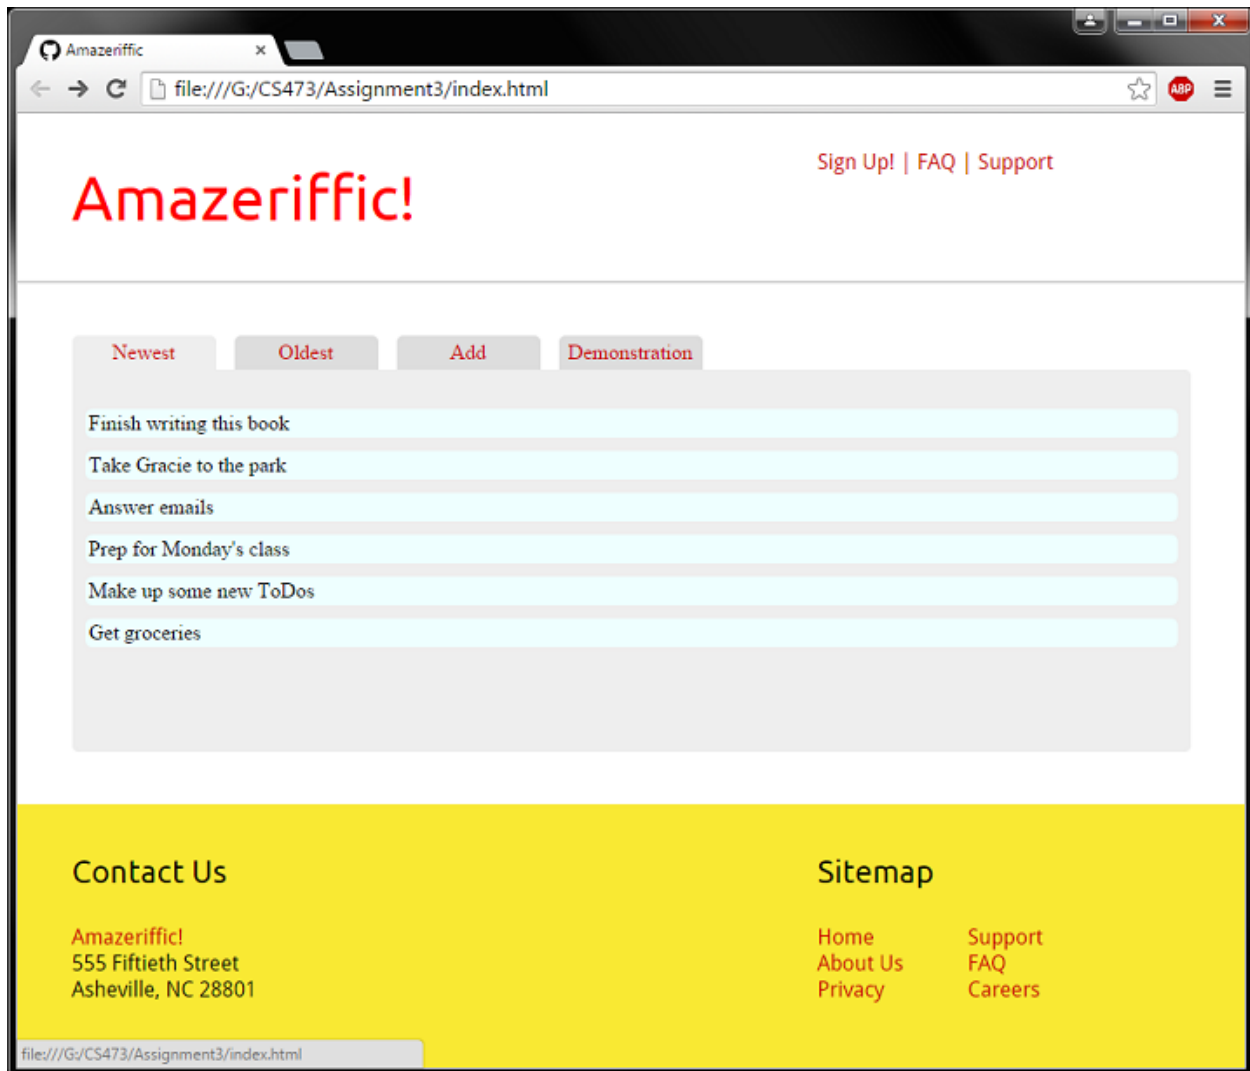 Amazeriffic
file:///G:/CS473/Assignment3/index.html
ABP
Sign Up! | FAQ | Support
Amazeriffic!
Newest Oldest Add Demonstration
Finish writing this book
Take Gracie to the park
Answer emails
Prep for Monday's class
Make up some new ToDos
Get groceries
Contact Us
Amazeriffic!
555 Fiftieth Street
Asheville, NC 28801
Sitemap
Home Support
About Us FAQ
Privacy Careers
file:///G:/CS473/Assignment3/index.html